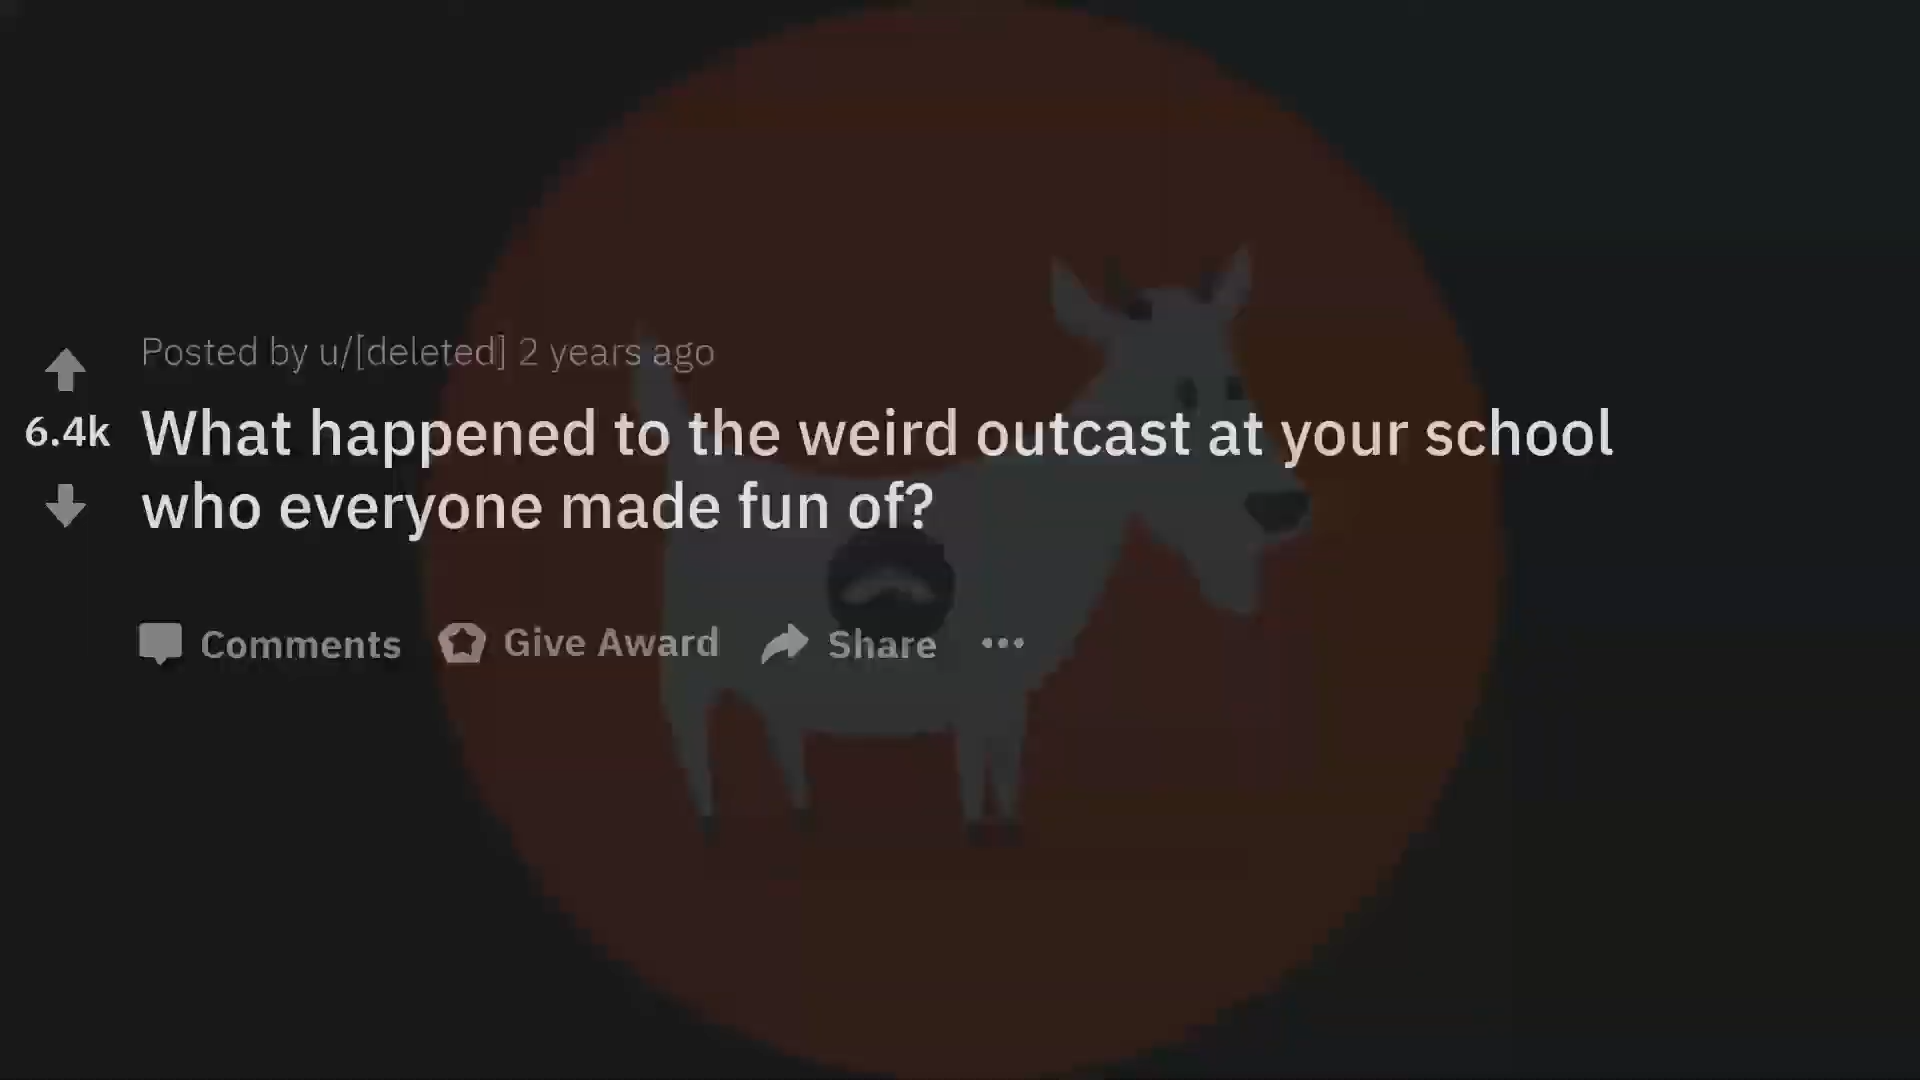 Posted by u/[deleted] 2 years ago
6.4k
What happened to the weird outcast at your school
who everyone made fun of?
Comments Give Award Share